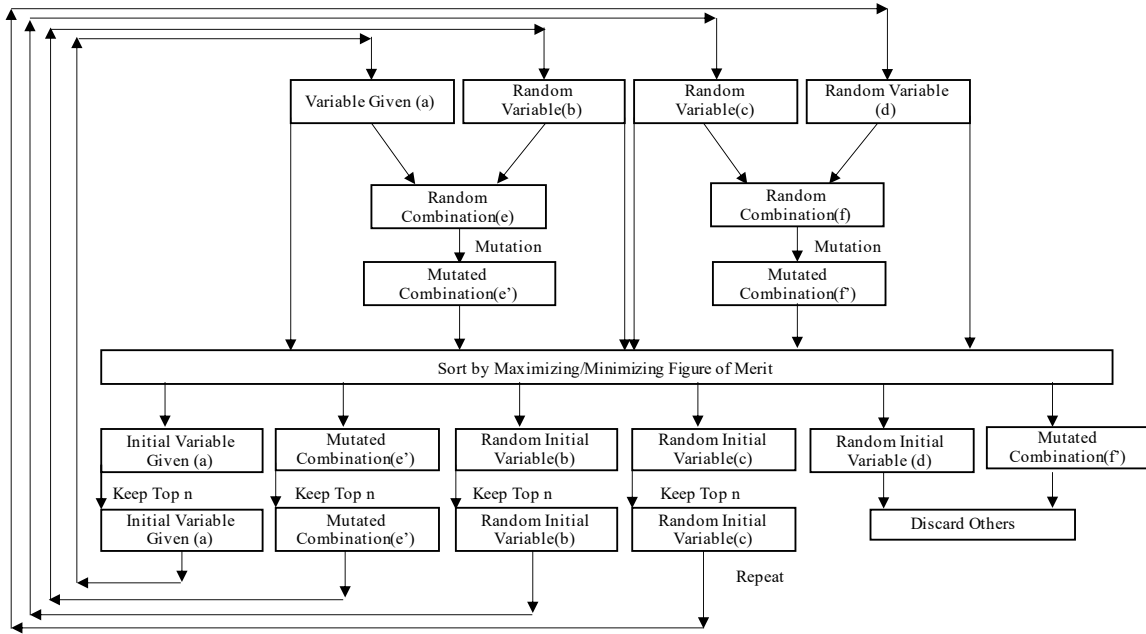 Variable Given (a)
Random
Variable(b)
Random
Variable(c)
Random Variable
(d)
Random
Combination(e)
Random
Combination(f)
Mutation
Mutation
Mutated
Combination(e’)
Mutated
Combination(f’)
Sort by Maximizing/Minimizing Figure of Merit
Initial Variable
Given (a)
Mutated
Combination(e’)
Random Initial
Variable(b)
Random Initial
Variable(c)
Random Initial
Variable (d)
Mutated
Combination(f’)
Keep Top n
Keep Top n
Keep Top n
Keep Top n
Initial Variable
Given (a)
Mutated
Combination(e’)
Random Initial
Variable(b)
Random Initial
Variable(c)
Discard Others
Repeat